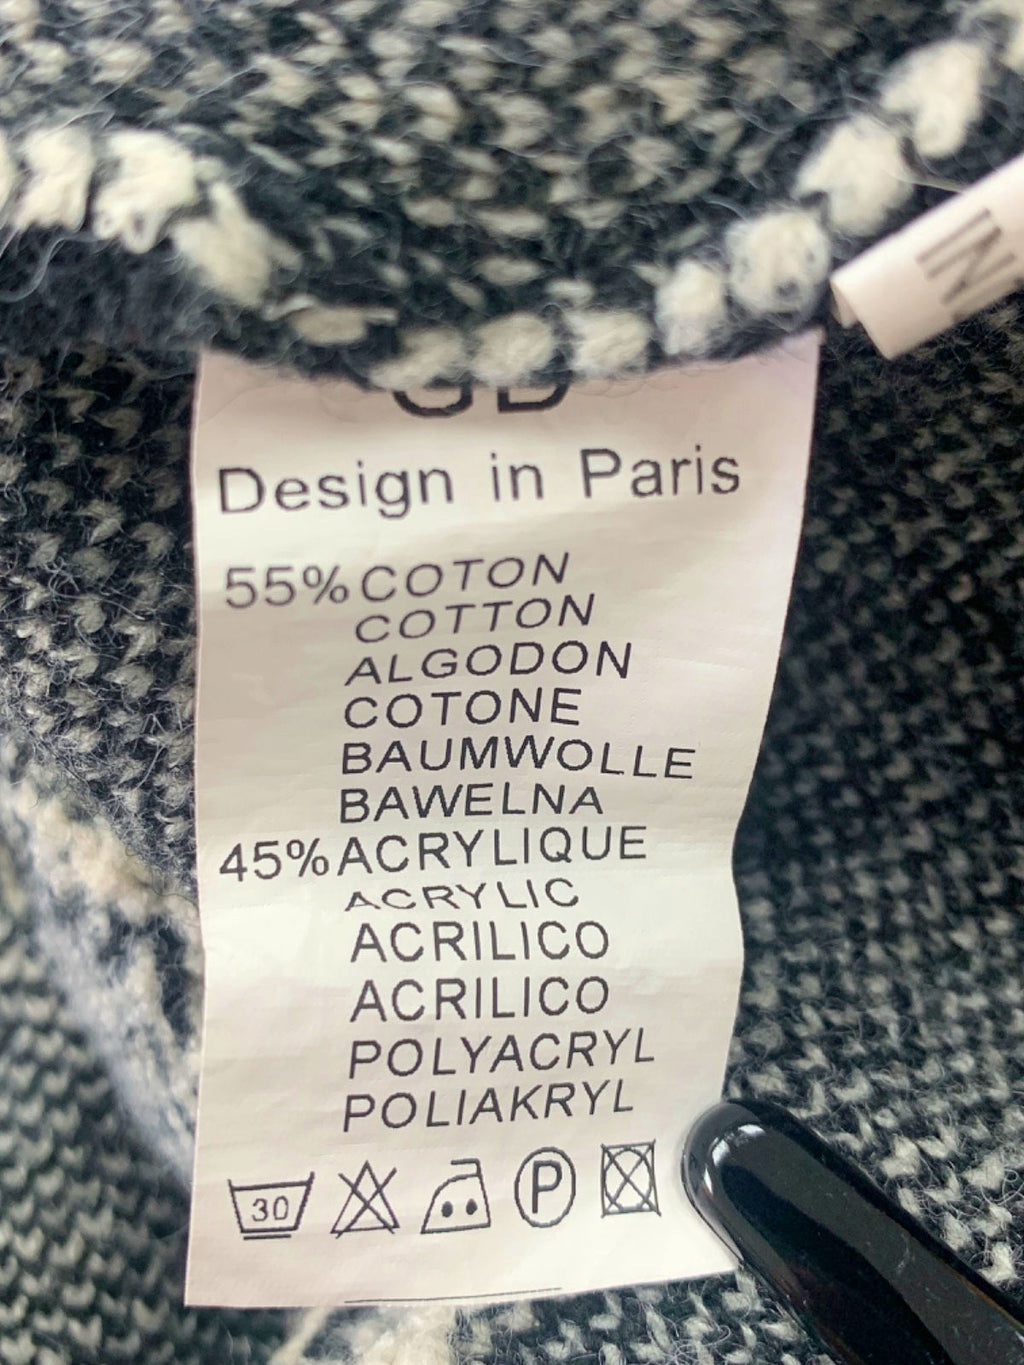 Design in Paris
55% COTON
COTTON
ALGODON
COTONE
BAUMWOLLE
BAWELNA
45% ACRYLIQUE
ACRYLIC
ACRILICO
ACRILICO
POLYACRYL
POLIAKRYL
30 P